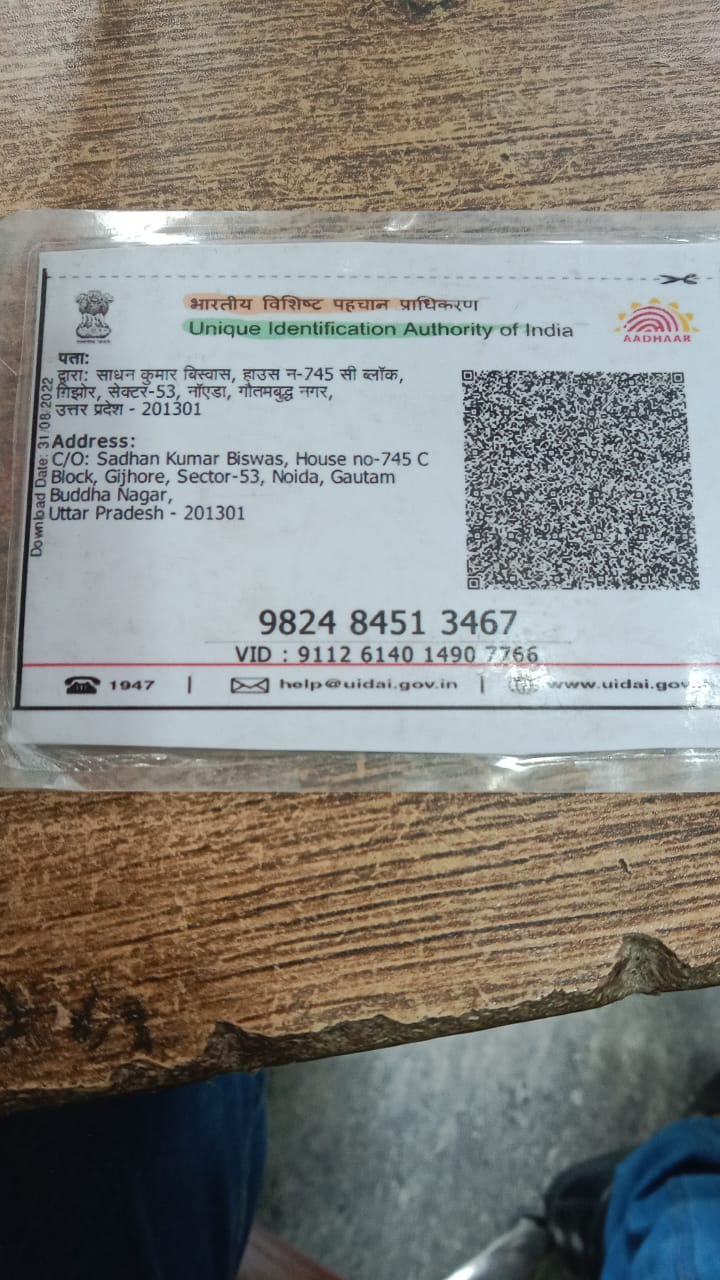 भारतीय विशिष्ट पहचान प्राधिकरण
Unique Identification Authority of India
AADHAAR
पता:
द्वारा: साधन कुमार बिस्वास, हाउस न-745 सी ब्लॉक,
गिझोर, सेक्टर-53, नॉएडा, गौतमबुद्ध नगर,
उत्तर प्रदेश - 201301
Address:
C/O: Sadhan Kumar Biswas, House no-745 C
Block, Gijhore, Sector-53, Noida, Gautam
Buddha Nagar,
Uttar Pradesh - 201301
Download Date: 31/08/2022
9824 8451 3467
VID : 9112 6140 1490 7766
1947 | help@uidai.gov.in | www.uidai.gov.